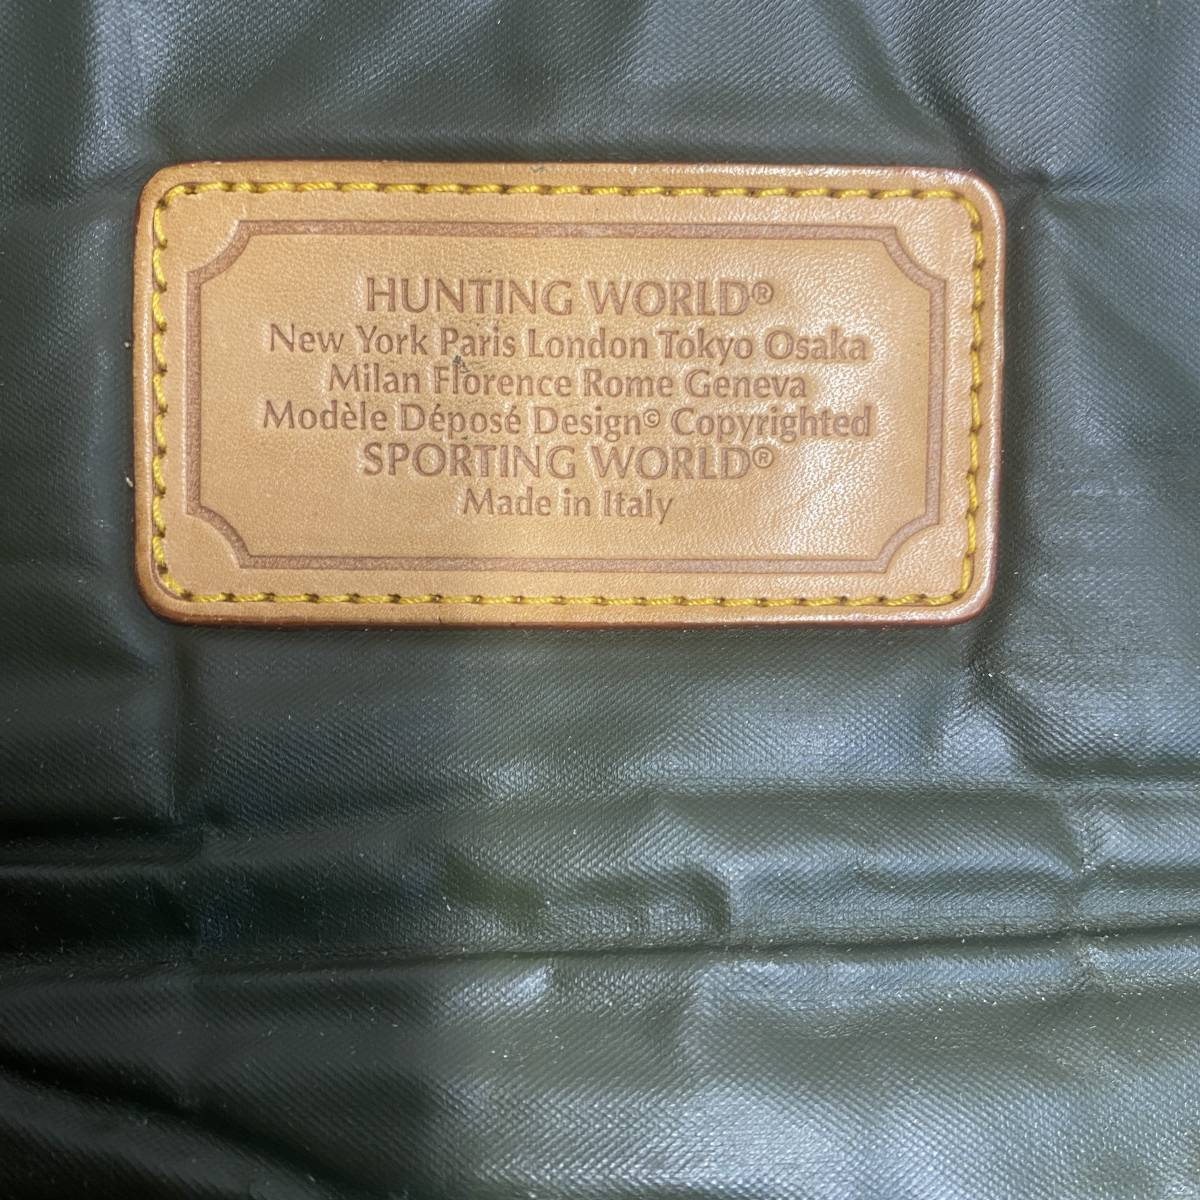 HUNTING WORLD®
New York Paris London Tokyo Osaka
Milan Florence Rome Geneva
Modèle Déposé Design© Copyrighted
SPORTING WORLD®
Made in Italy